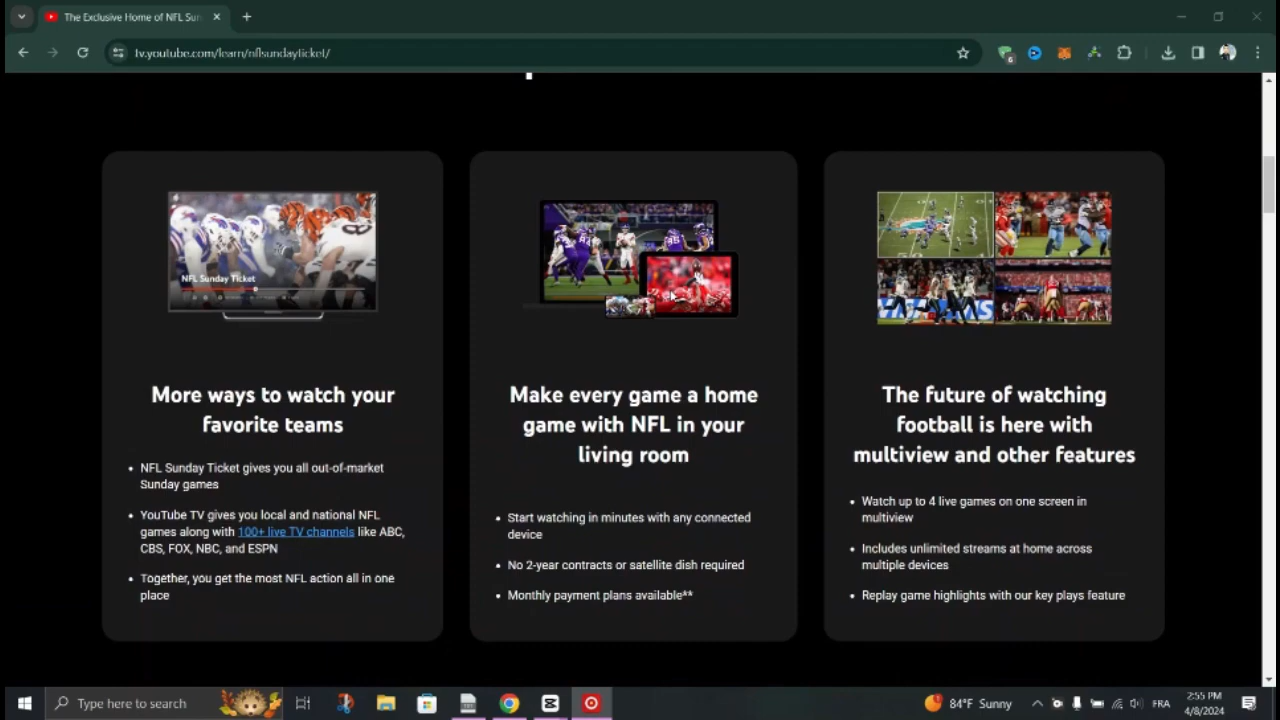 The Exclusive Home of NFL Sun
tv.youtube.com/learn/nflsundayticket/
6
NFL Sunday Ticket
More ways to watch your
favorite teams
NFL Sunday Ticket gives you all out-of-market
Sunday games
YouTube TV gives you local and national NFL
games along with 100+ live TV channels like ABC,
CBS, FOX, NBC, and ESPN
Together, you get the most NFL action all in one
place
Make every game a home
game with NFL in your
living room
Start watching in minutes with any connected
device
No 2-year contracts or satellite dish required
Monthly payment plans available**
The future of watching
football is here with
multiview and other features
Watch up to 4 live games on one screen in
multiview
Includes unlimited streams at home across
multiple devices
Replay game highlights with our key plays feature
Type here to search
84°F Sunny
FRA
2:55 PM
4/8/2024